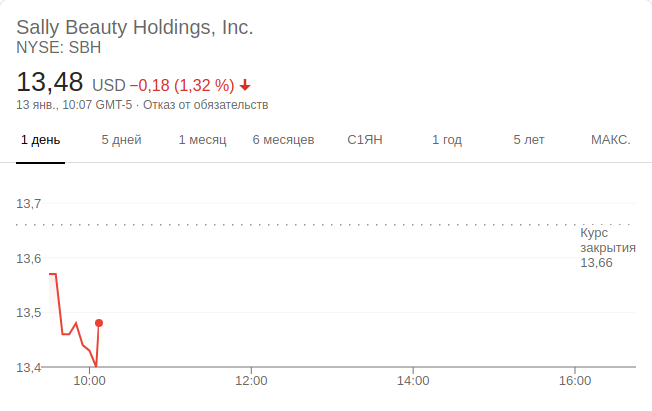 Sally Beauty Holdings, Inc.
NYSE: SBH
13,48 USD −0,18 (1,32 %)
13 янв., 10:07 GMT-5 · Отказ от обязательств
1 день 5 дней 1 месяц 6 месяцев С1ЯН 1 год 5 лет МАКС.
13,7
Курс
закрытия
13,66
13,6
13,5
13,4
10:00 12:00 14:00 16:00